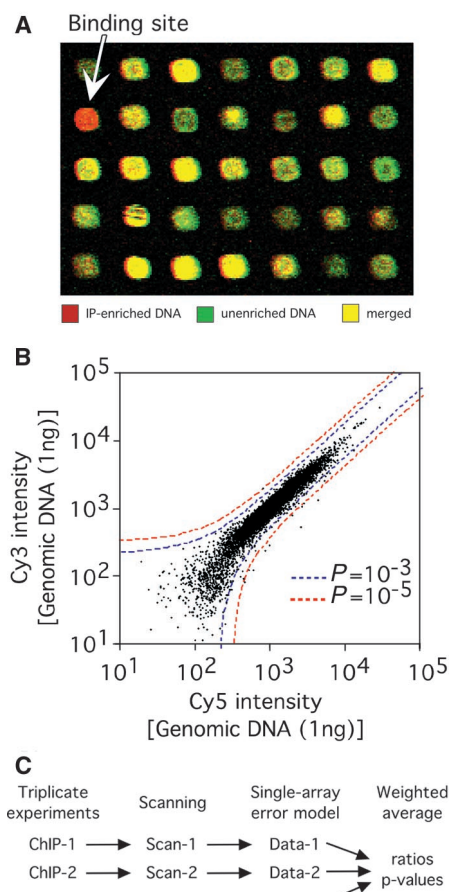 A
Binding site
IP-enriched DNA unenriched DNA merged
B
10^5
10^4
10^3
10^2
10^1
Cy3 intensity
[Genomic DNA (1ng)]
P=10^-3
P=10^-5
10^1 10^2 10^3 10^4 10^5
Cy5 intensity
[Genomic DNA (1ng)]
C
Triplicate experiments
Scanning
Single-array error model
Weighted average
ChIP-1 Scan-1 Data-1
ChIP-2 Scan-2 Data-2
ratios
p-values